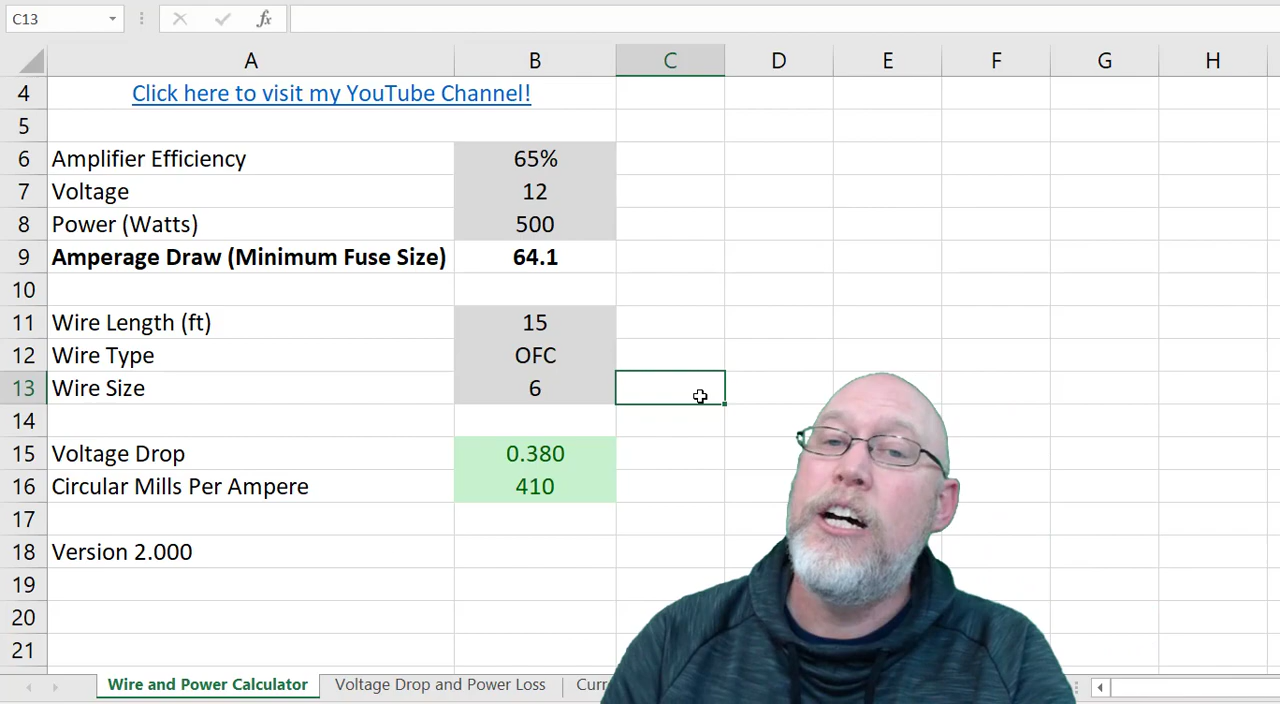 C13
fx
A B C D E F G H
4 Click here to visit my YouTube Channel!
5
6 Amplifier Efficiency 65%
7 Voltage 12
8 Power (Watts) 500
9 Amperage Draw (Minimum Fuse Size) 64.1
10
11 Wire Length (ft) 15
12 Wire Type OFC
13 Wire Size 6
14
15 Voltage Drop 0.380
16 Circular Mills Per Ampere 410
17
18 Version 2.000
19
20
21
Wire and Power Calculator Voltage Drop and Power Loss